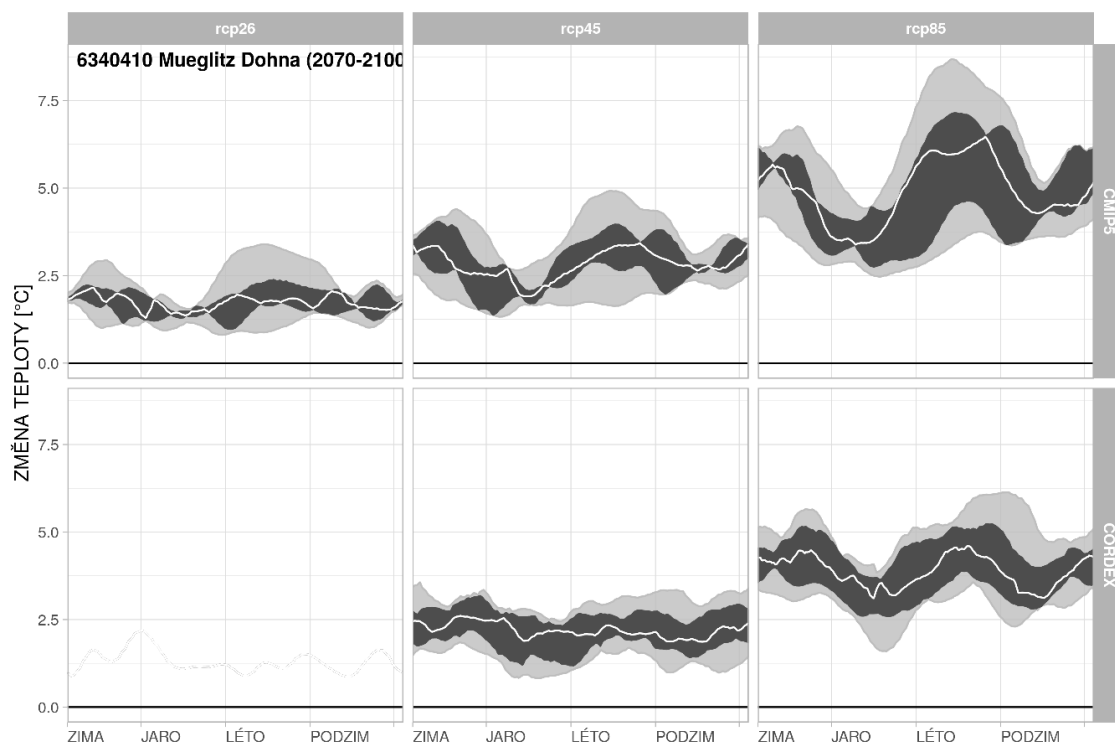 rcp26 rcp45 rcp85
6340410 Mueglitz Dohna (2070-2100
7.5
5.0
2.5
0.0
CMIP5
ZMĚNA TEPLOTY [°C]
7.5
5.0
2.5
0.0
CORDEX
ZIMA JARO LÉTO PODZIM ZIMA JARO LÉTO PODZIM ZIMA JARO LÉTO PODZIM